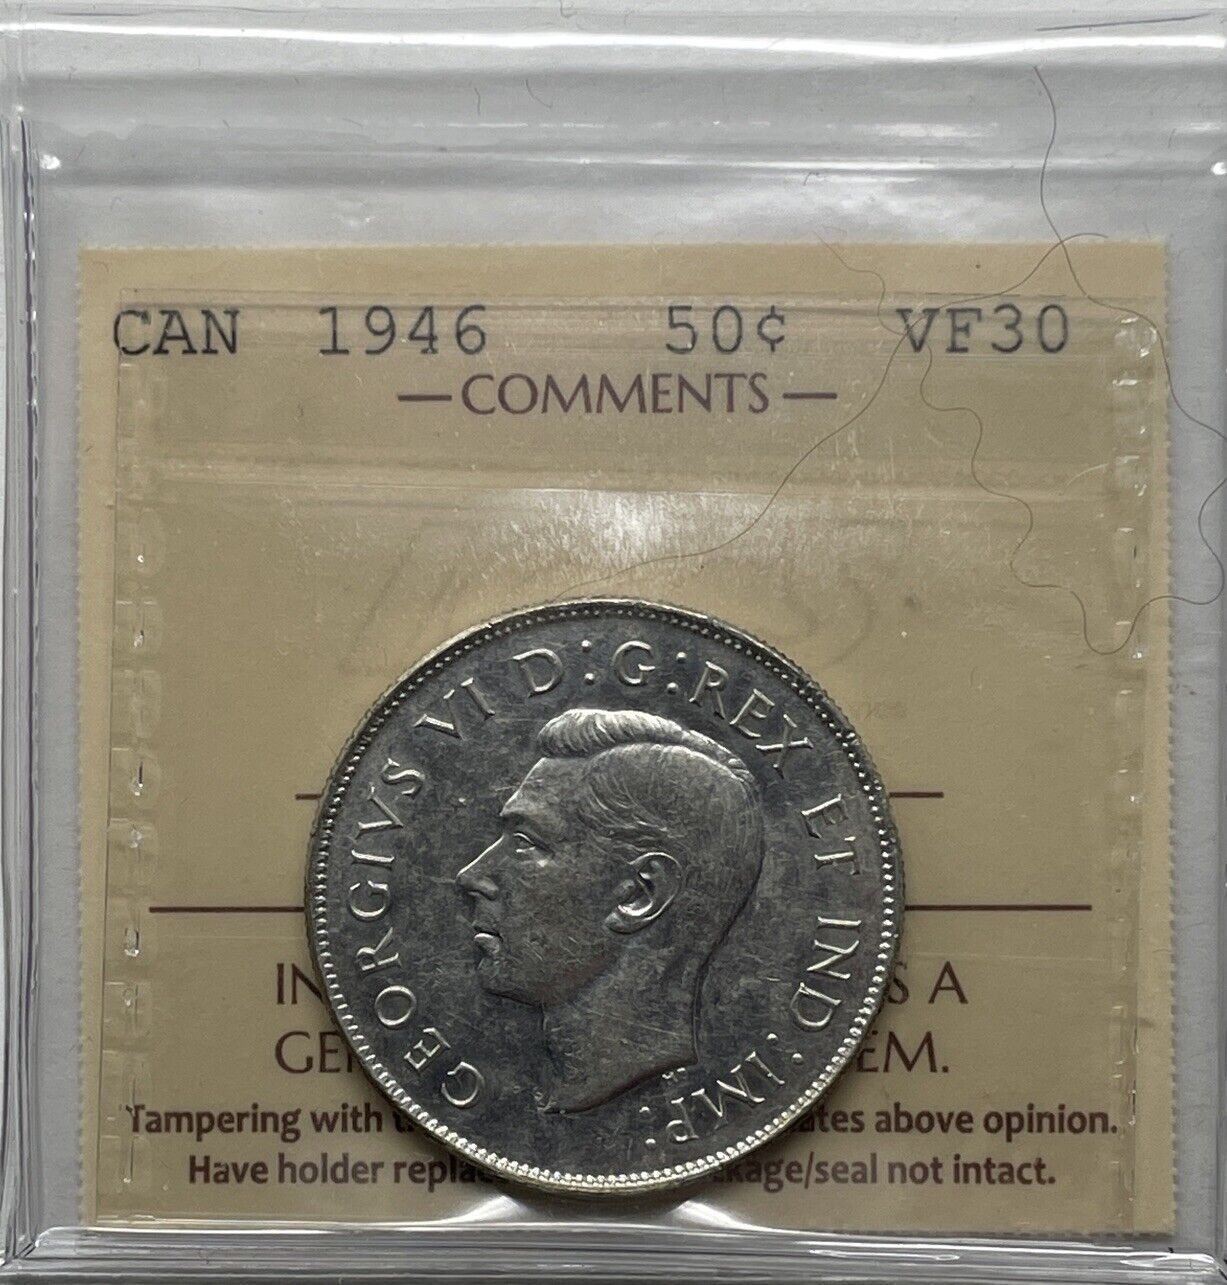 CAN 1946 50¢ VF30
—COMMENTS—
GEORGIVS VI D:G:REX ET IND:IMP:
IN S A
GE EM.
Tampering with t ates above opinion.
Have holder repla kage/seal not intact.